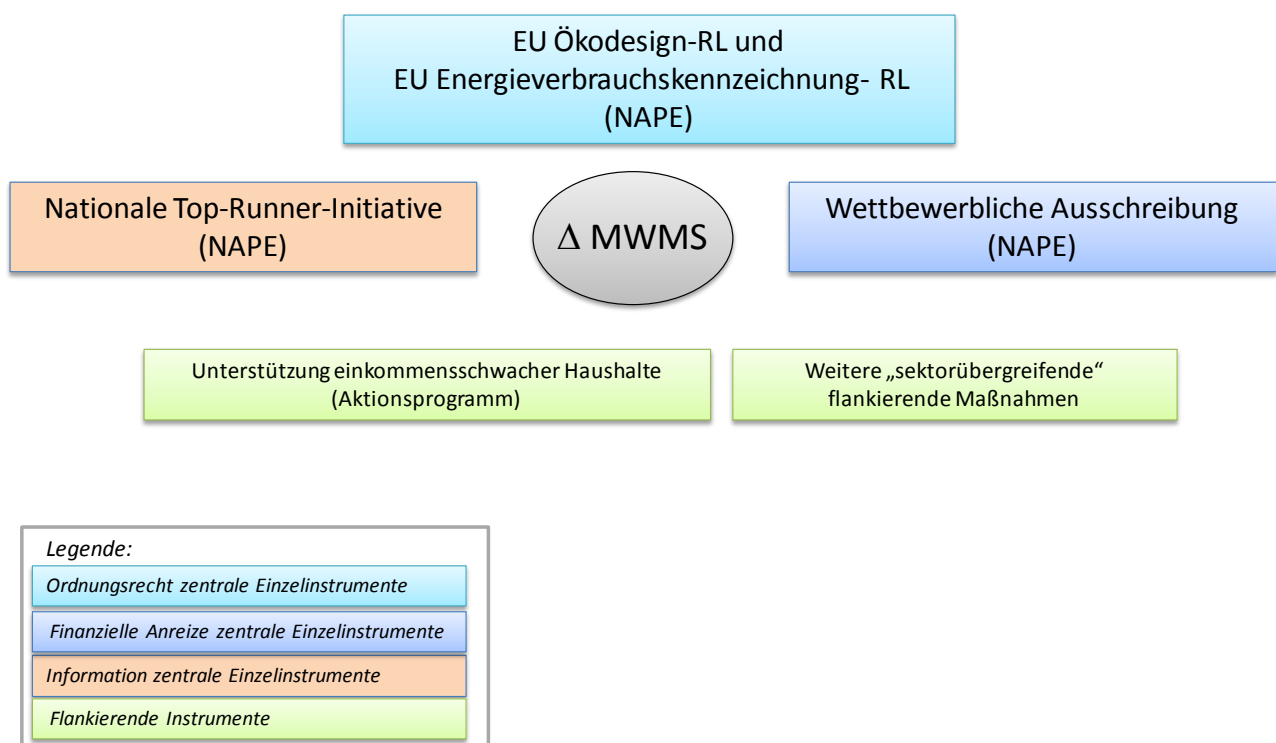 EU Ökodesign-RL und
EU Energieverbrauchskennzeichnung- RL
(NAPE)
Nationale Top-Runner-Initiative
(NAPE)
Δ MWMS
Wettbewerbliche Ausschreibung
(NAPE)
Unterstützung einkommensschwacher Haushalte
(Aktionsprogramm)
Weitere „sektorübergreifende“
flankierende Maßnahmen
Legende:
Ordnungsrecht zentrale Einzelinstrumente
Finanzielle Anreize zentrale Einzelinstrumente
Information zentrale Einzelinstrumente
Flankierende Instrumente